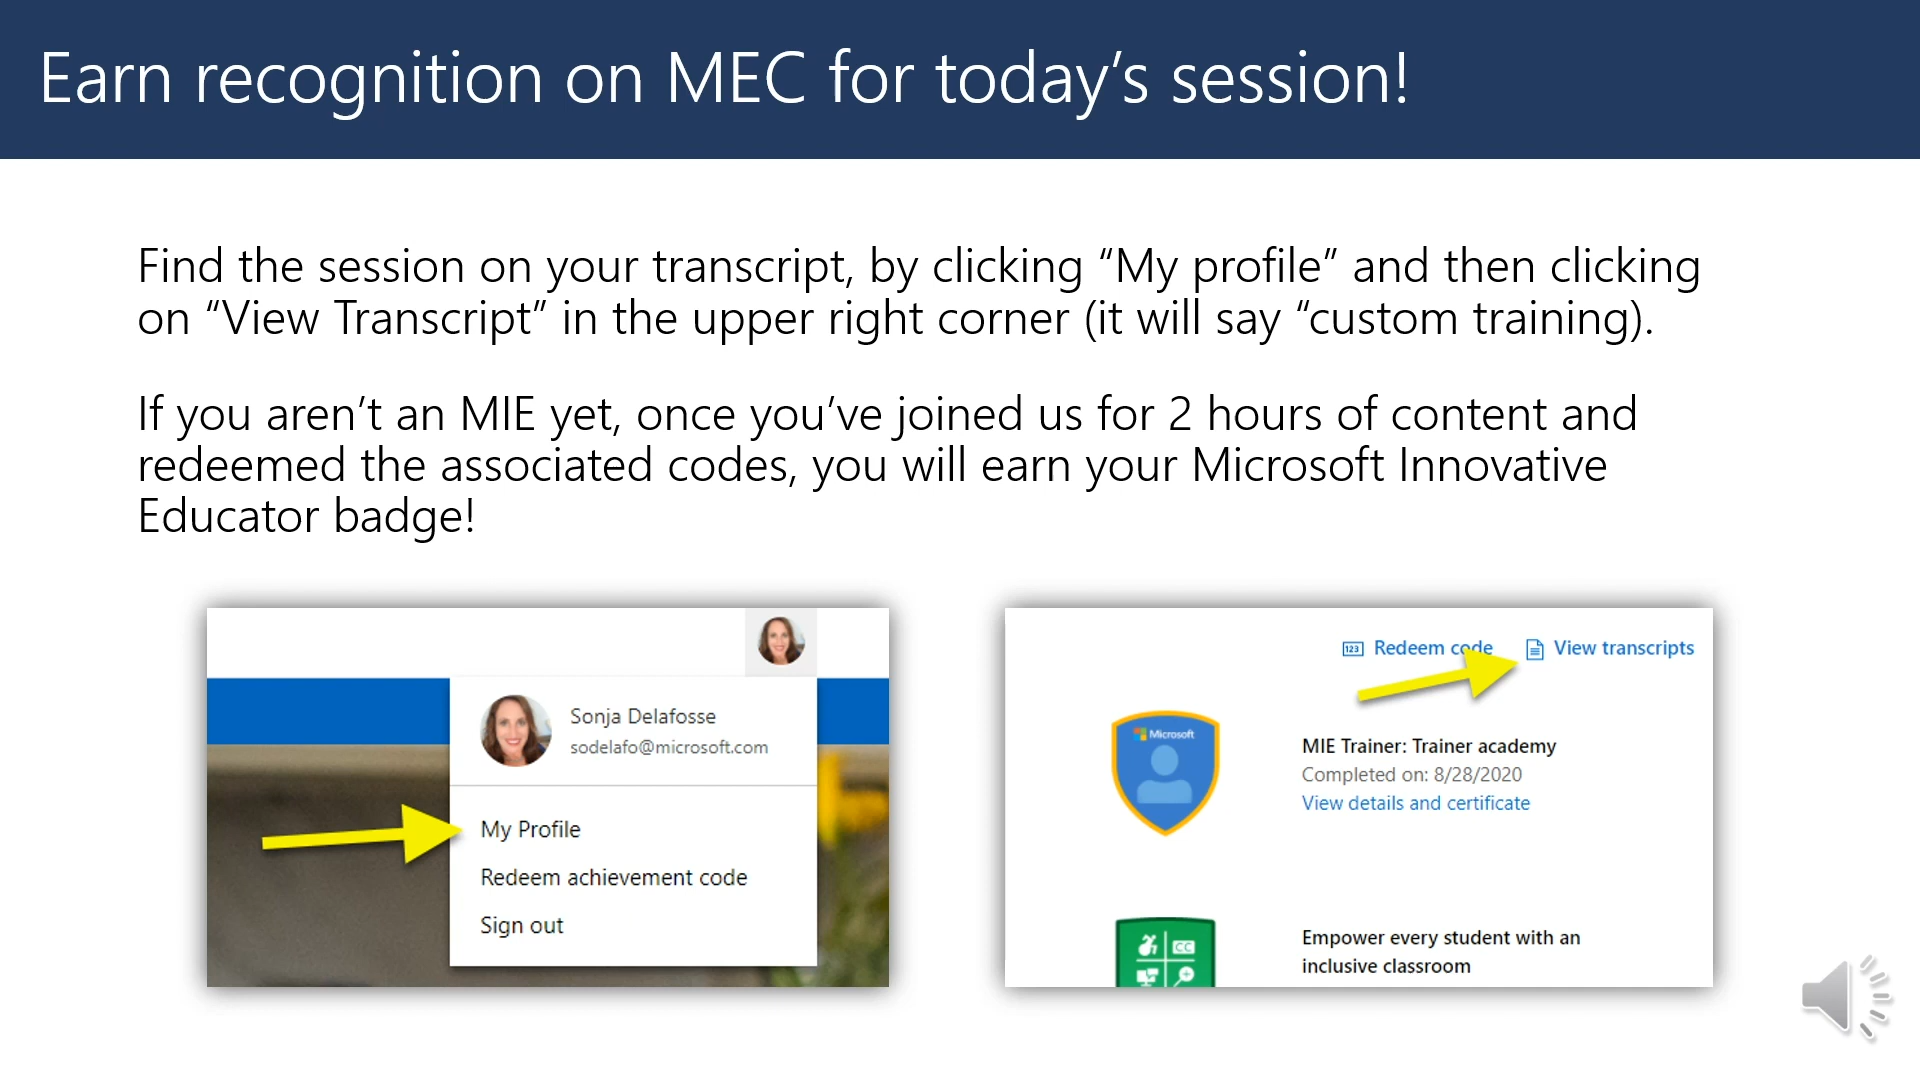 Earn recognition on MEC for today’s session!
Find the session on your transcript, by clicking “My profile” and then clicking
on “View Transcript” in the upper right corner (it will say “custom training).
If you aren’t an MIE yet, once you’ve joined us for 2 hours of content and
redeemed the associated codes, you will earn your Microsoft Innovative
Educator badge!
Sonja Delafosse
sodelafo@microsoft.com
My Profile
Redeem achievement code
Sign out
123 Redeem code View transcripts
Microsoft
MIE Trainer: Trainer academy
Completed on: 8/28/2020
View details and certificate
CC
Empower every student with an
inclusive classroom